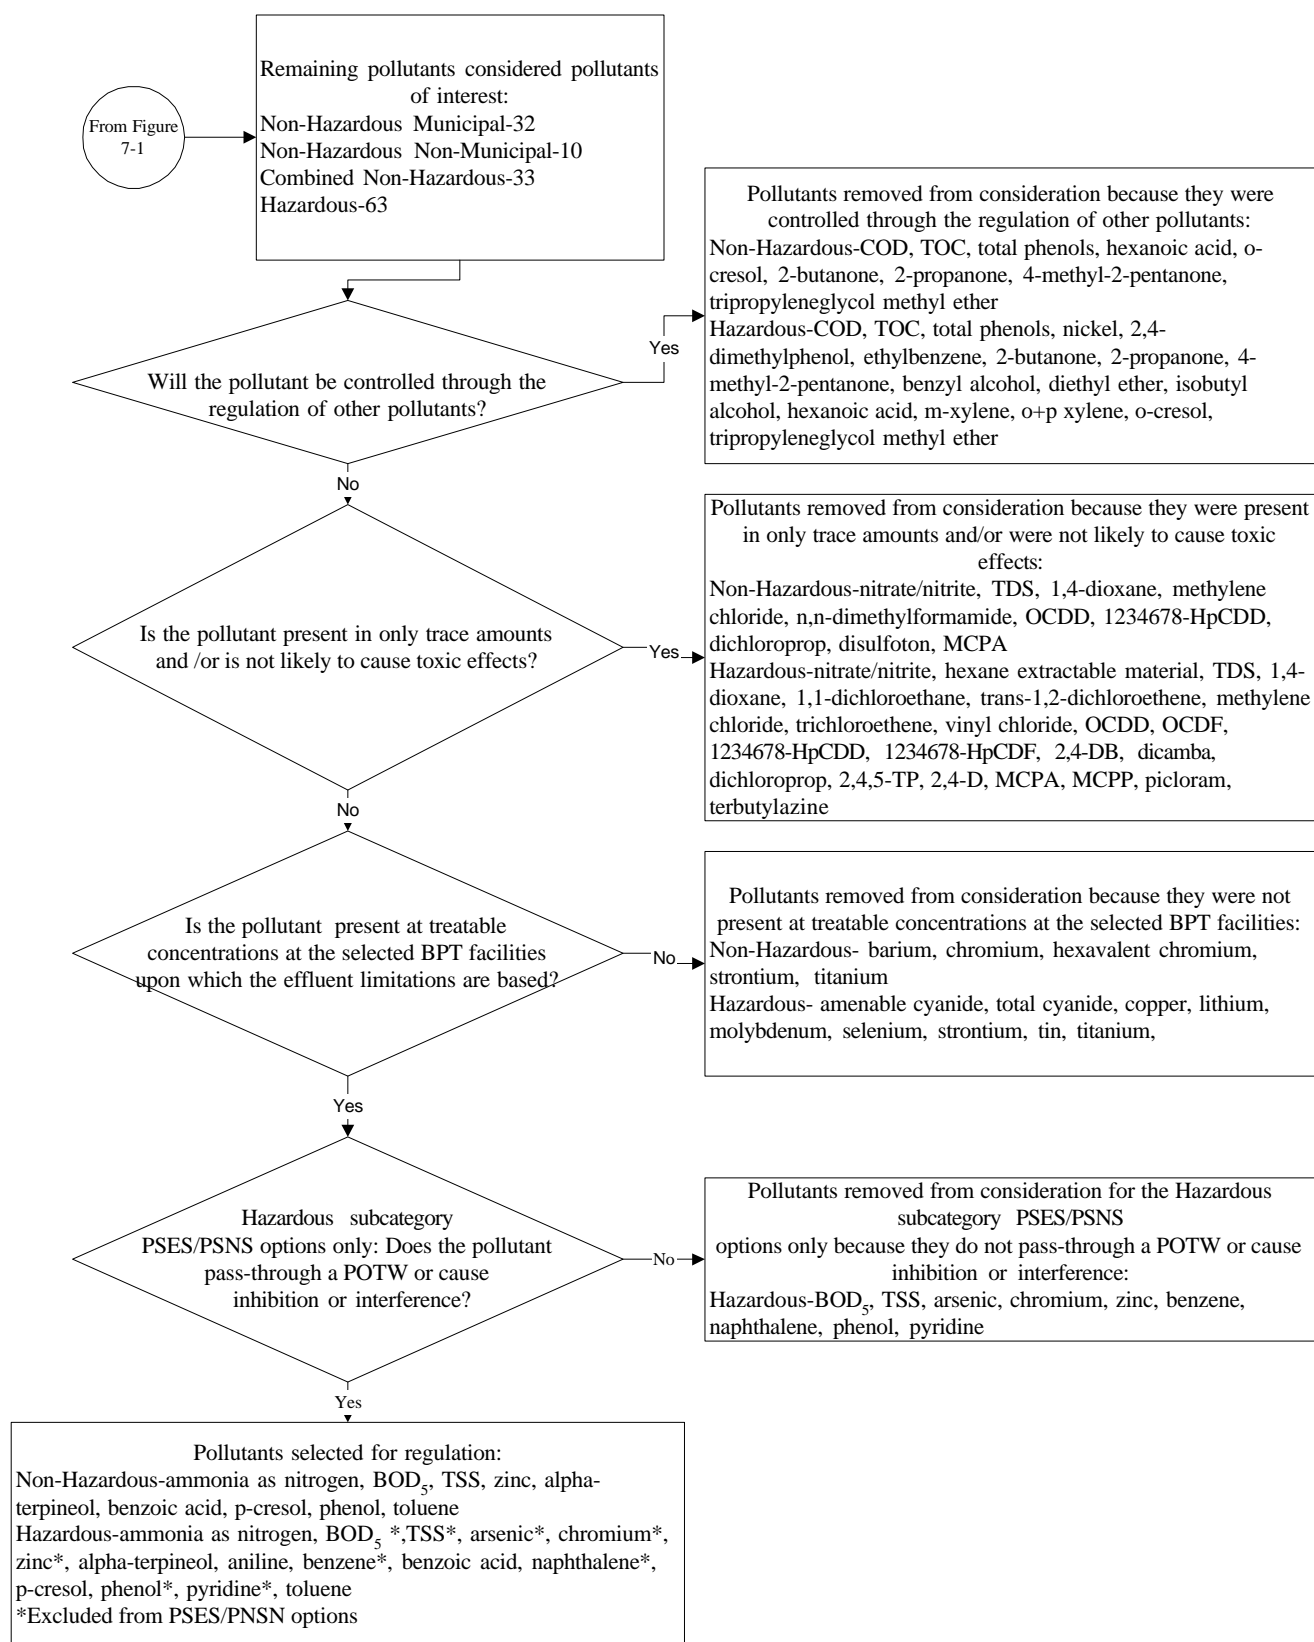 From Figure
7-1
Remaining pollutants considered pollutants
of interest:
Non-Hazardous Municipal-32
Non-Hazardous Non-Municipal-10
Combined Non-Hazardous-33
Hazardous-63
Will the pollutant be controlled through the
regulation of other pollutants?
Yes
Pollutants removed from consideration because they were
controlled through the regulation of other pollutants:
Non-Hazardous-COD, TOC, total phenols, hexanoic acid, o-
cresol, 2-butanone, 2-propanone, 4-methyl-2-pentanone,
tripropyleneglycol methyl ether
Hazardous-COD, TOC, total phenols, nickel, 2,4-
dimethylphenol, ethylbenzene, 2-butanone, 2-propanone, 4-
methyl-2-pentanone, benzyl alcohol, diethyl ether, isobutyl
alcohol, hexanoic acid, m-xylene, o+p xylene, o-cresol,
tripropyleneglycol methyl ether
No
Is the pollutant present in only trace amounts
and /or is not likely to cause toxic effects?
Yes
Pollutants removed from consideration because they were present
in only trace amounts and/or were not likely to cause toxic
effects:
Non-Hazardous-nitrate/nitrite, TDS, 1,4-dioxane, methylene
chloride, n,n-dimethylformamide, OCDD, 1234678-HpCDD,
dichloroprop, disulfoton, MCPA
Hazardous-nitrate/nitrite, hexane extractable material, TDS, 1,4-
dioxane, 1,1-dichloroethane, trans-1,2-dichloroethene, methylene
chloride, trichloroethene, vinyl chloride, OCDD, OCDF,
1234678-HpCDD, 1234678-HpCDF, 2,4-DB, dicamba,
dichloroprop, 2,4,5-TP, 2,4-D, MCPA, MCPP, picloram,
terbutylazine
No
Is the pollutant present at treatable
concentrations at the selected BPT facilities
upon which the effluent limitations are based?
No
Pollutants removed from consideration because they were not
present at treatable concentrations at the selected BPT facilities:
Non-Hazardous- barium, chromium, hexavalent chromium,
strontium, titanium
Hazardous- amenable cyanide, total cyanide, copper, lithium,
molybdenum, selenium, strontium, tin, titanium,
Yes
Hazardous subcategory
PSES/PSNS options only: Does the pollutant
pass-through a POTW or cause
inhibition or interference?
No
Pollutants removed from consideration for the Hazardous
subcategory PSES/PSNS
options only because they do not pass-through a POTW or cause
inhibition or interference:
Hazardous-BOD5, TSS, arsenic, chromium, zinc, benzene,
naphthalene, phenol, pyridine
Yes
Pollutants selected for regulation:
Non-Hazardous-ammonia as nitrogen, BOD5, TSS, zinc, alpha-
terpineol, benzoic acid, p-cresol, phenol, toluene
Hazardous-ammonia as nitrogen, BOD5 *,TSS*, arsenic*, chromium*,
zinc*, alpha-terpineol, aniline, benzene*, benzoic acid, naphthalene*,
p-cresol, phenol*, pyridine*, toluene
*Excluded from PSES/PNSN options